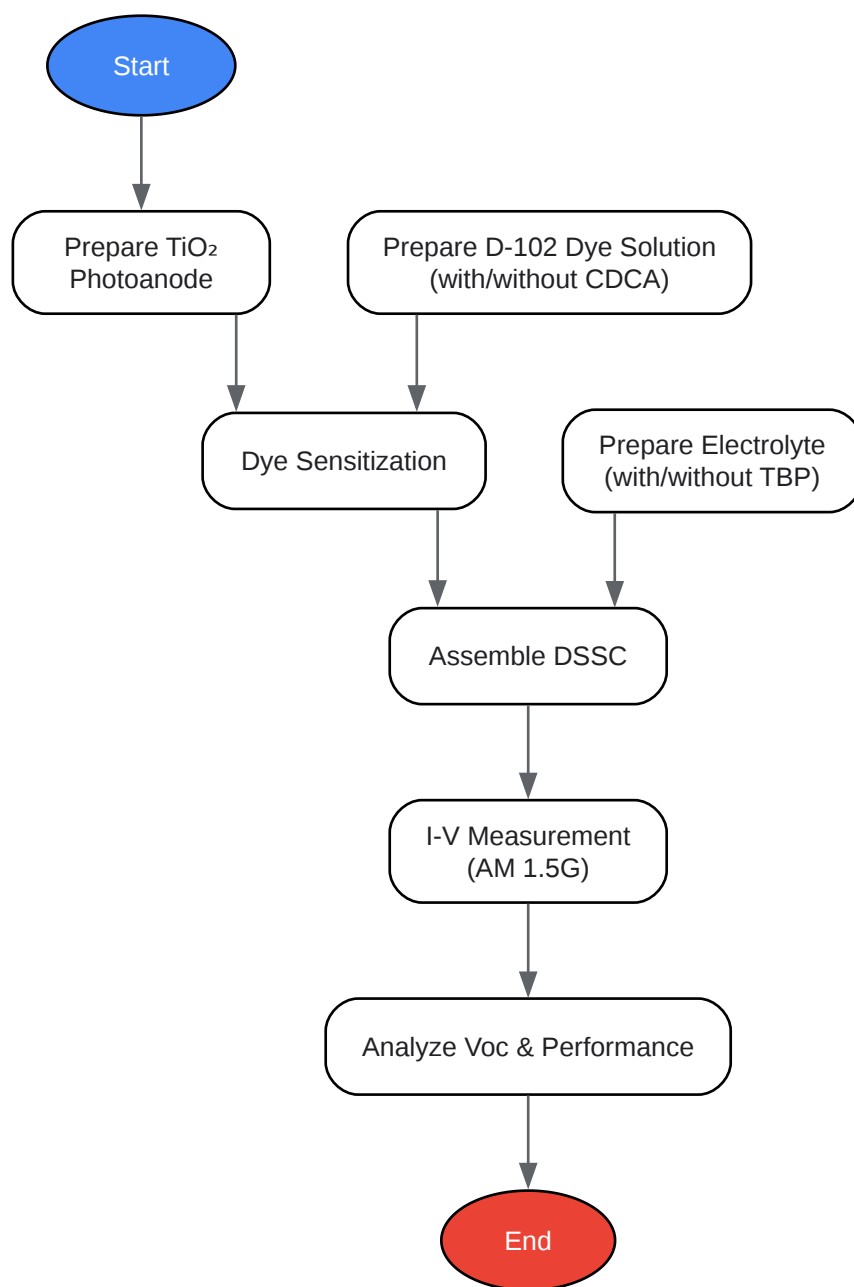 Start
Prepare TiO₂
Photoanode
Prepare D-102 Dye Solution
(with/without CDCA)
Dye Sensitization
Prepare Electrolyte
(with/without TBP)
Assemble DSSC
I-V Measurement
(AM 1.5G)
Analyze Voc & Performance
End